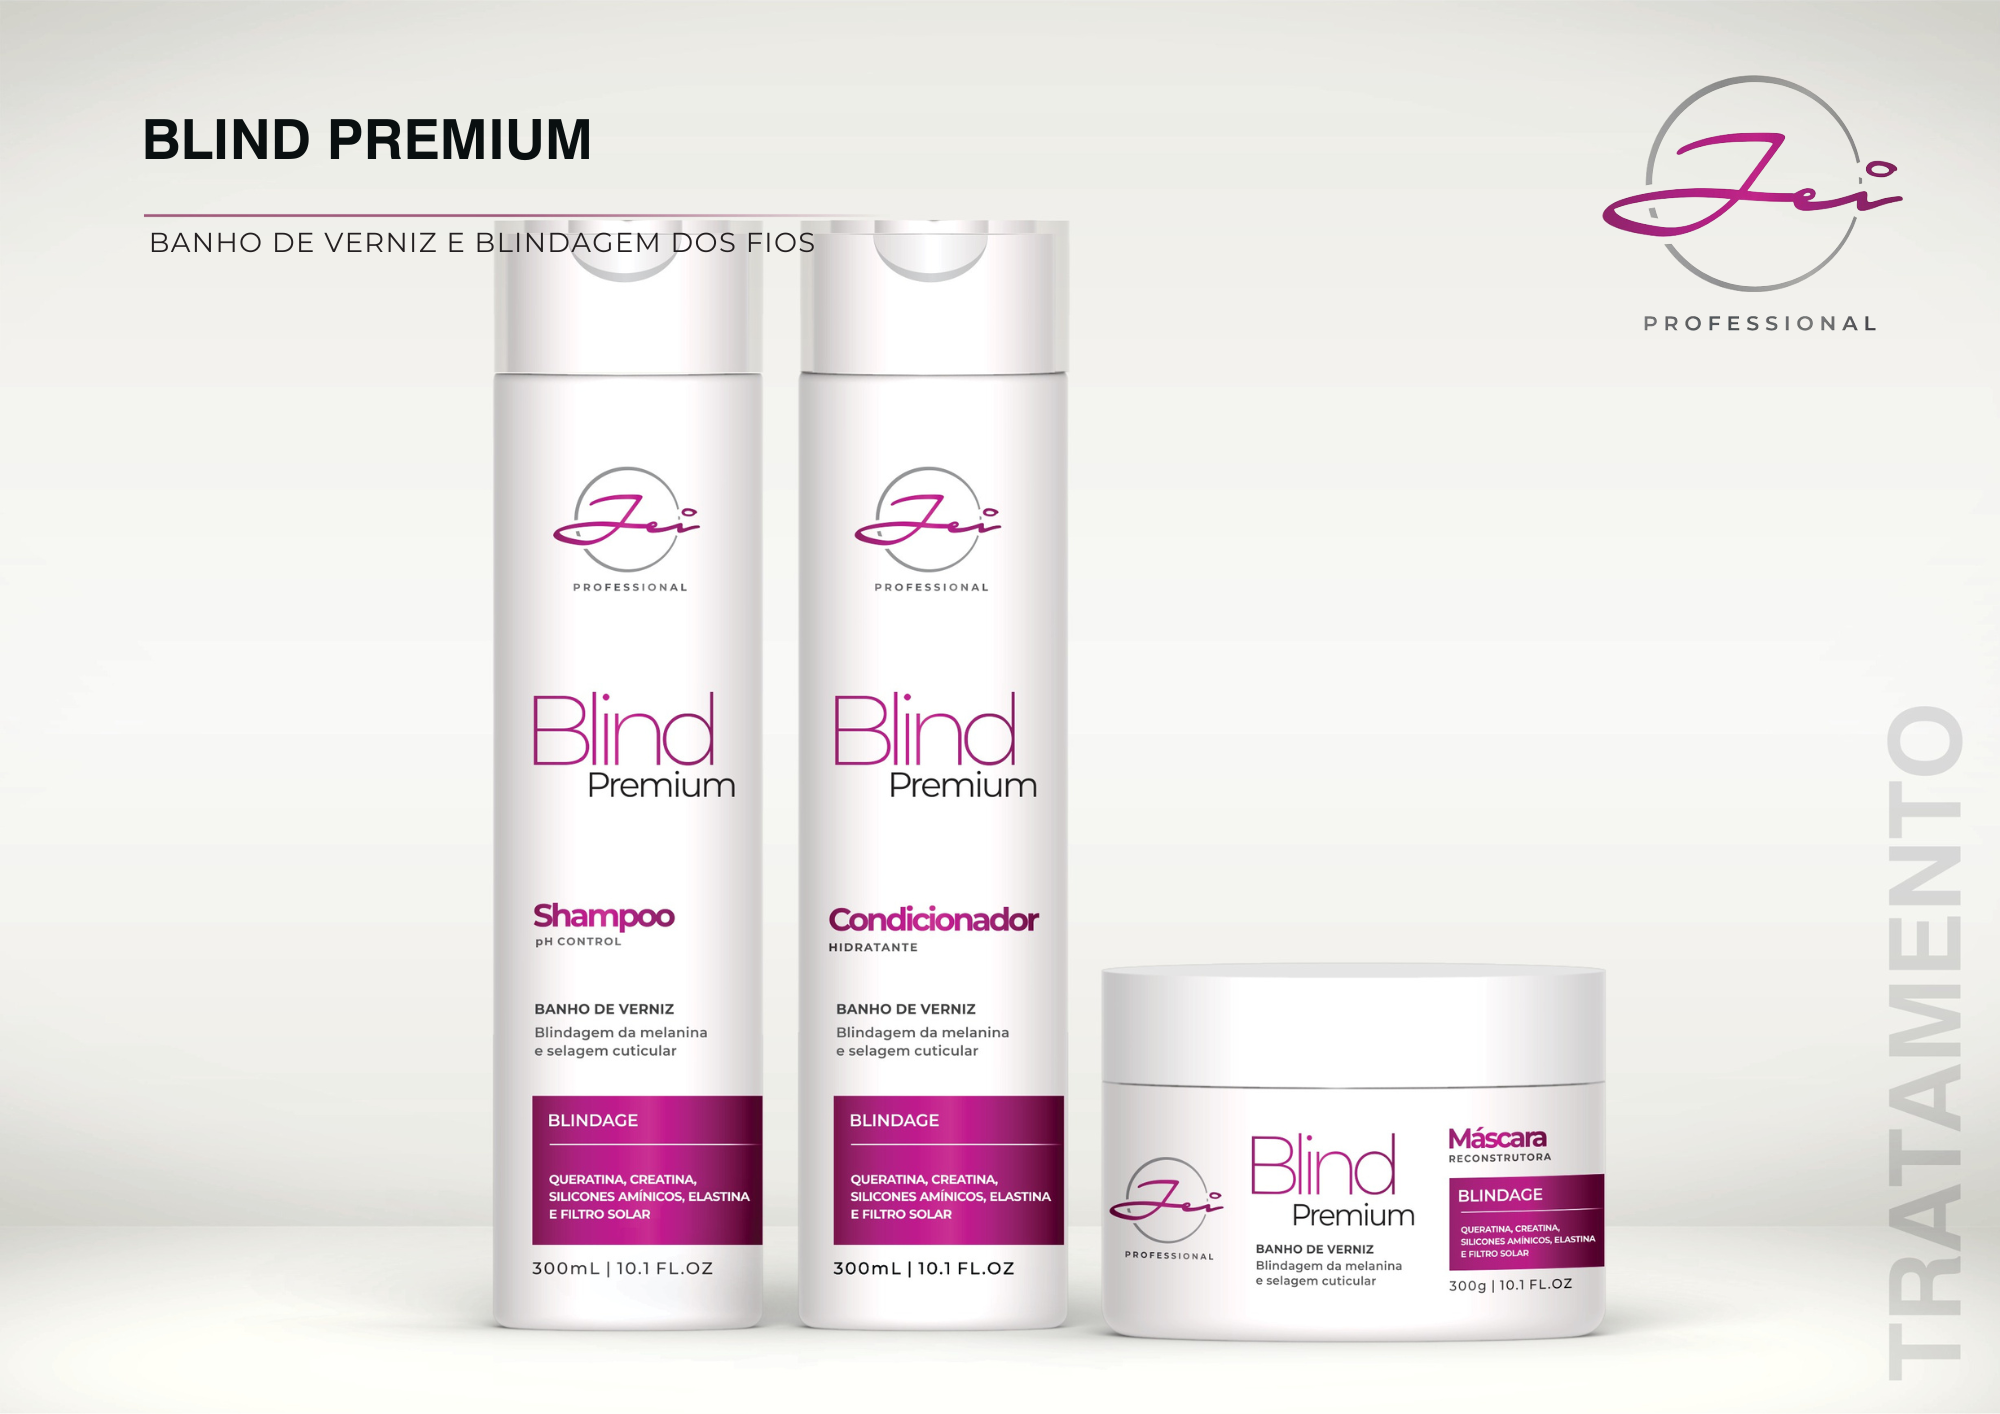 BLIND PREMIUM
BANHO DE VERNIZ E BLINDAGEM DOS FIOS
Jei
PROFESSIONAL
Jei
PROFESSIONAL
Blind
Premium
Shampoo
pH CONTROL
BANHO DE VERNIZ
Blindagem da melanina
e selagem cuticular
BLINDAGE
QUERATINA, CREATINA,
SILICONES AMÍNICOS, ELASTINA
E FILTRO SOLAR
300mL | 10.1 FL.OZ
Jei
PROFESSIONAL
Blind
Premium
Condicionador
HIDRATANTE
BANHO DE VERNIZ
Blindagem da melanina
e selagem cuticular
BLINDAGE
QUERATINA, CREATINA,
SILICONES AMÍNICOS, ELASTINA
E FILTRO SOLAR
300mL | 10.1 FL.OZ
Jei
PROFESSIONAL
Blind
Premium
BANHO DE VERNIZ
Blindagem da melanina
e selagem cuticular
Máscara
RECONSTRUTORA
BLINDAGE
QUERATINA, CREATINA,
SILICONES AMÍNICOS, ELASTINA
E FILTRO SOLAR
300g | 10.1 FL.OZ
TRATAMENTO